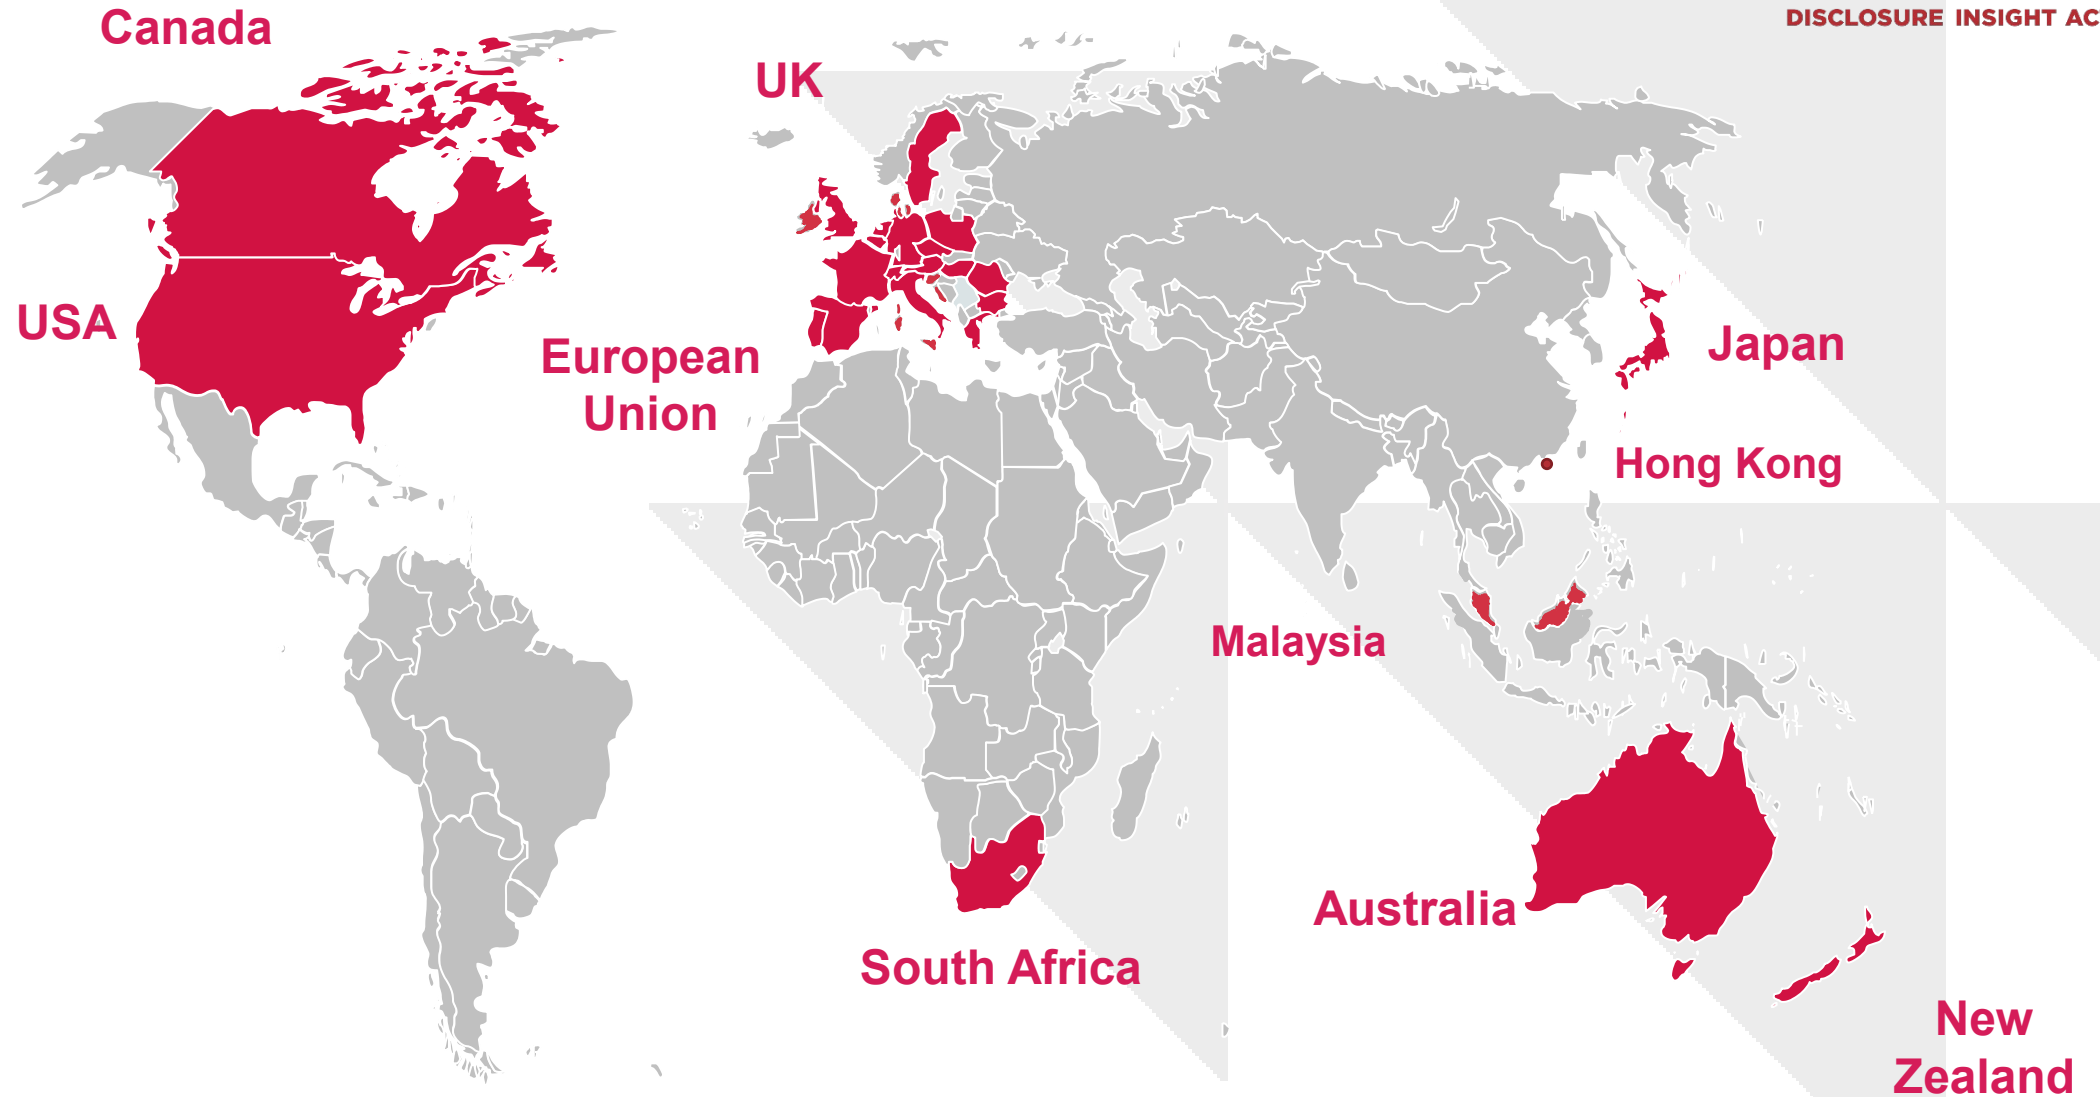 Canada
DISCLOSURE INSIGHT AC
UK
USA
European
Union
Japan
Hong Kong
Malaysia
Australia
South Africa
New
Zealand